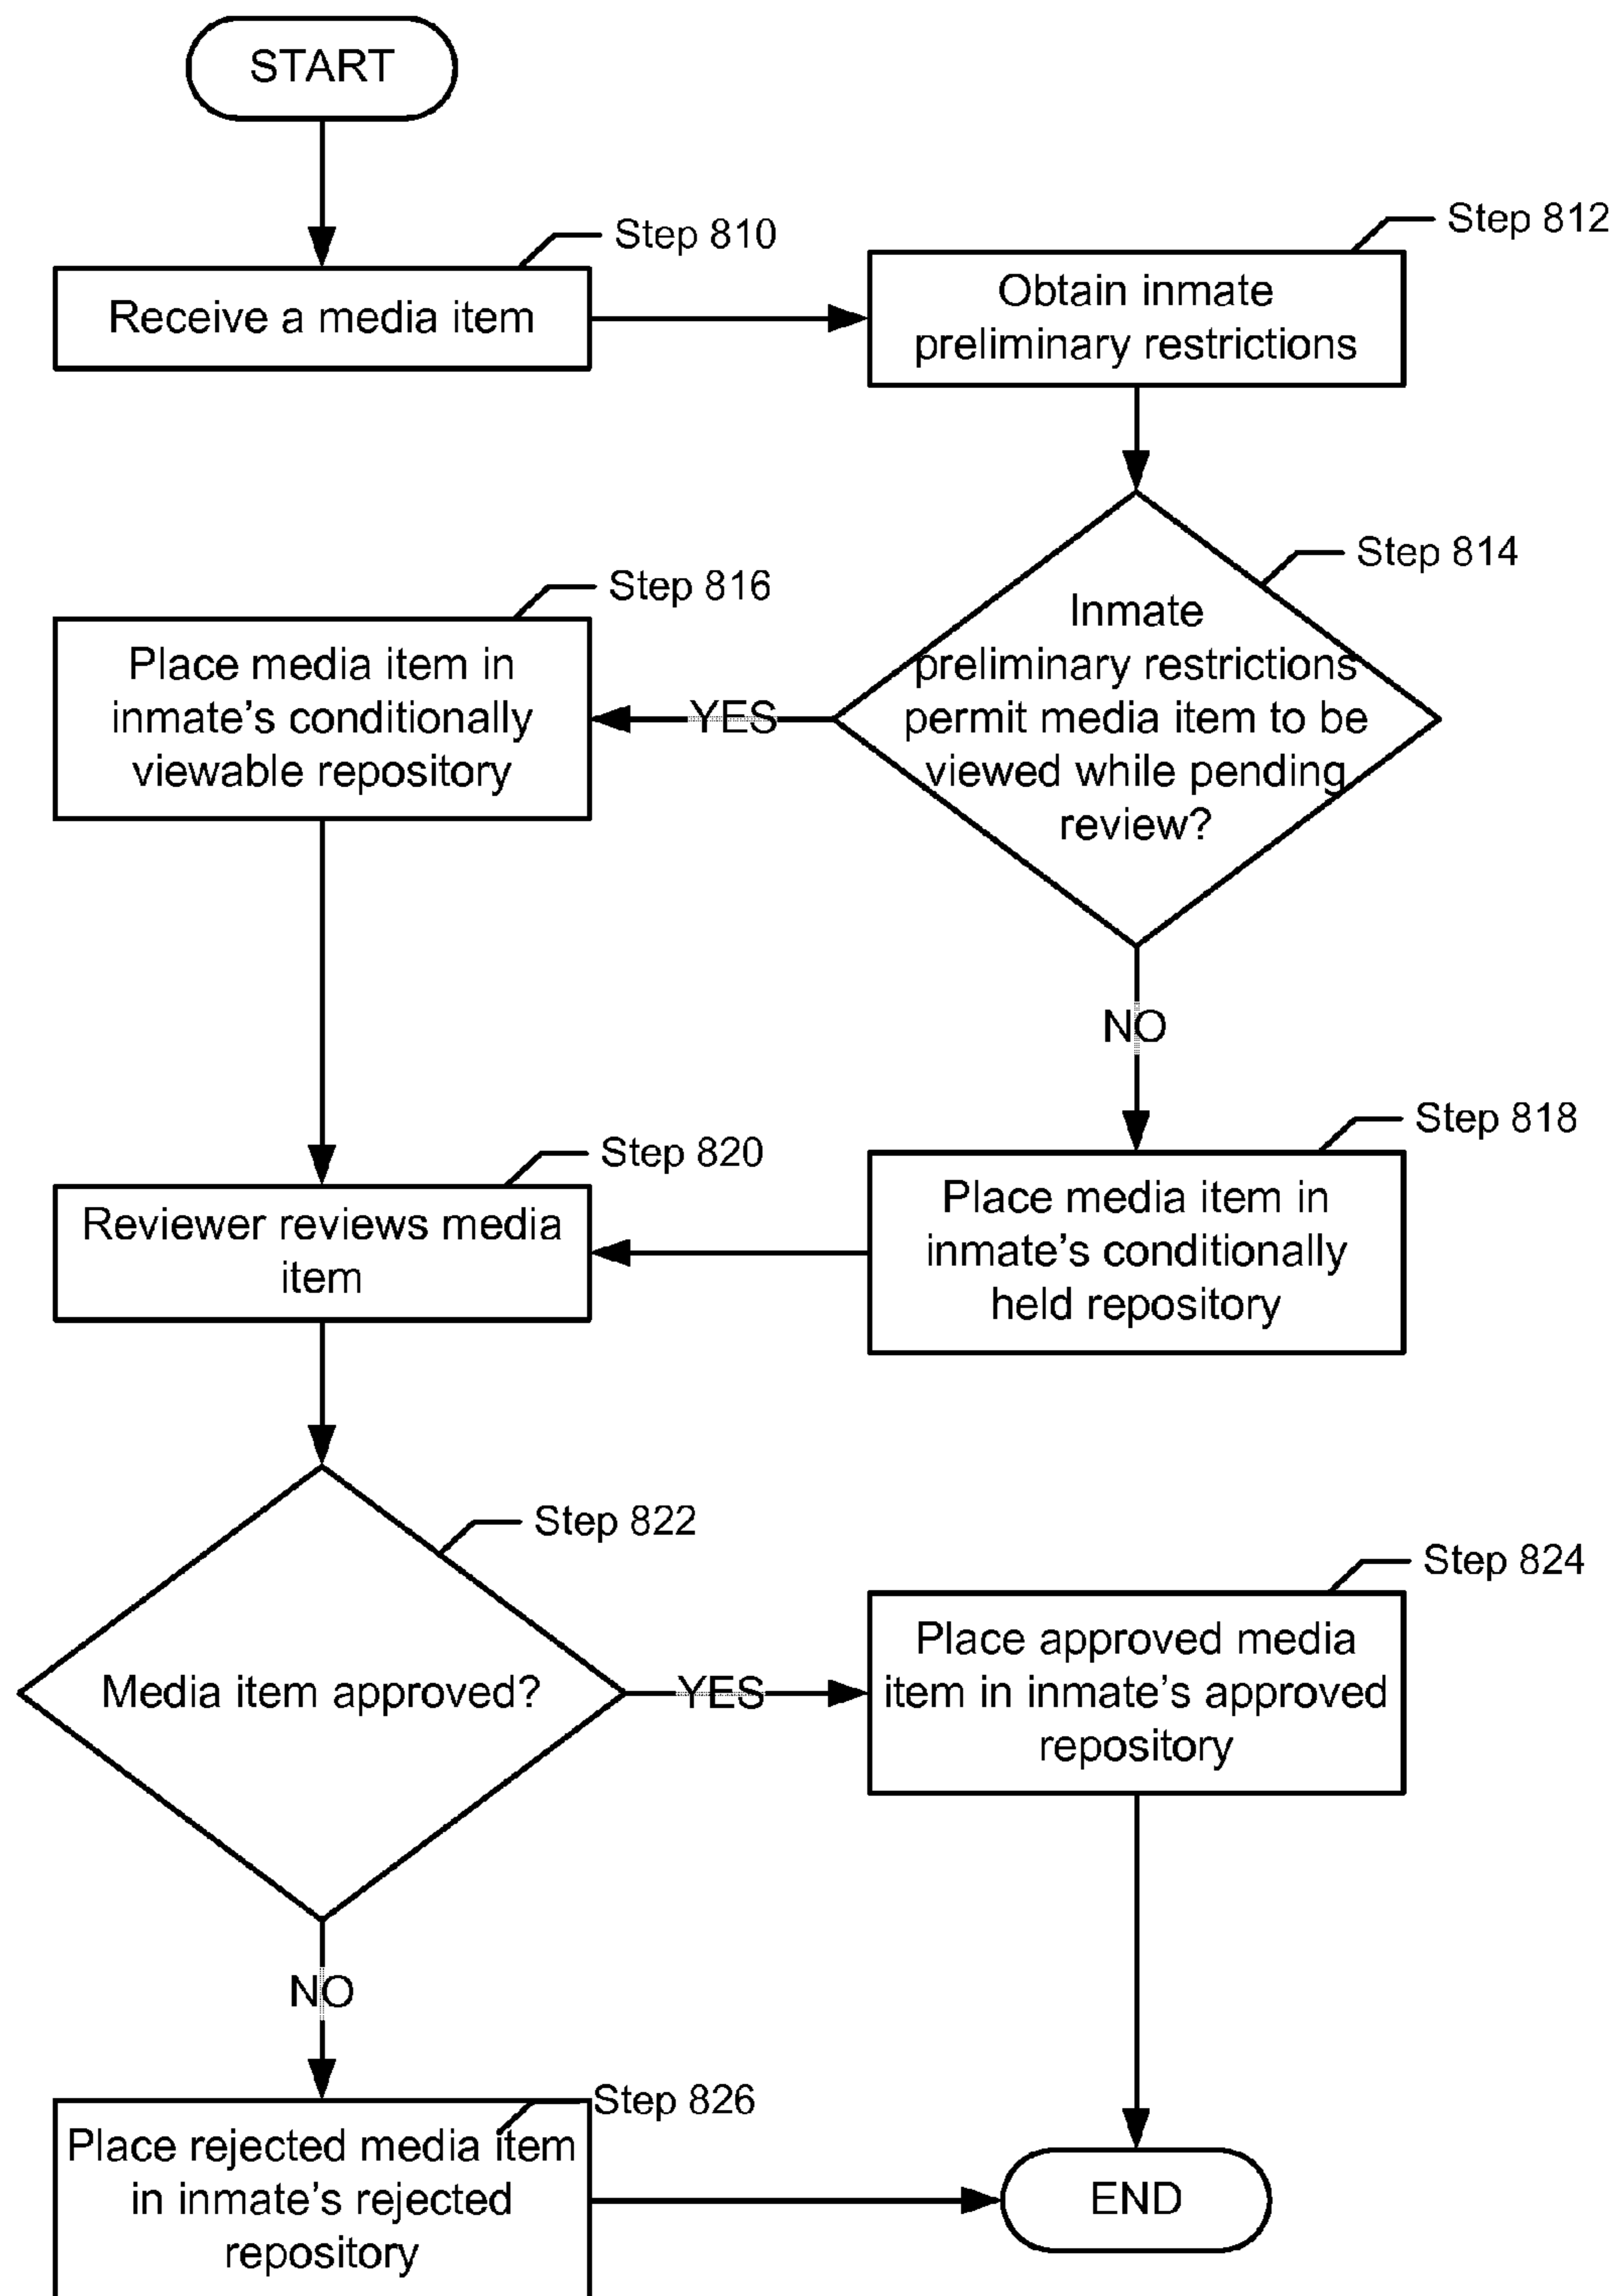 START
Step 810
Receive a media item
Step 812
Obtain inmate
preliminary restrictions
Step 814
Inmate
preliminary restrictions
permit media item to be
viewed while pending
review?
YES
Step 816
Place media item in
inmate's conditionally
viewable repository
NO
Step 818
Place media item in
inmate's conditionally
held repository
Step 820
Reviewer reviews media
item
Step 822
Media item approved?
YES
Step 824
Place approved media
item in inmate's approved
repository
NO
Step 826
Place rejected media item
in inmate's rejected
repository
END